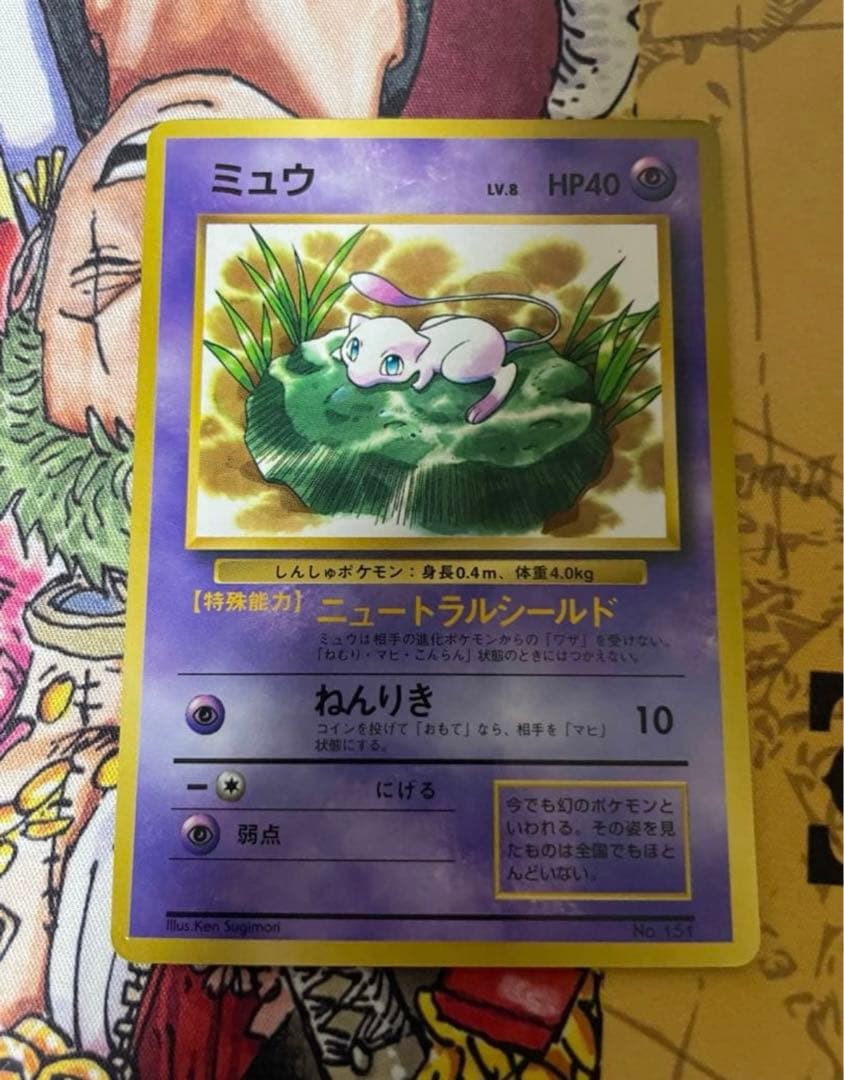 ミュウ LV.8 HP40
しんしゅポケモン：身長0.4m、体重4.0kg
【特殊能力】ニュートラルシールド
ミュウは相手の進化ポケモンからの「ワザ」を受けない。
「ねむり・マヒ・こんらん」状態のときにはつかえない。
ねんりき 10
コインを投げて「おもて」なら、相手を「マヒ」
状態にする。
ー にげる
弱点
今でも幻のポケモンと
いわれる。その姿を見
たものは全国でもほと
んどいない。
Illus.Ken Sugimori No.151